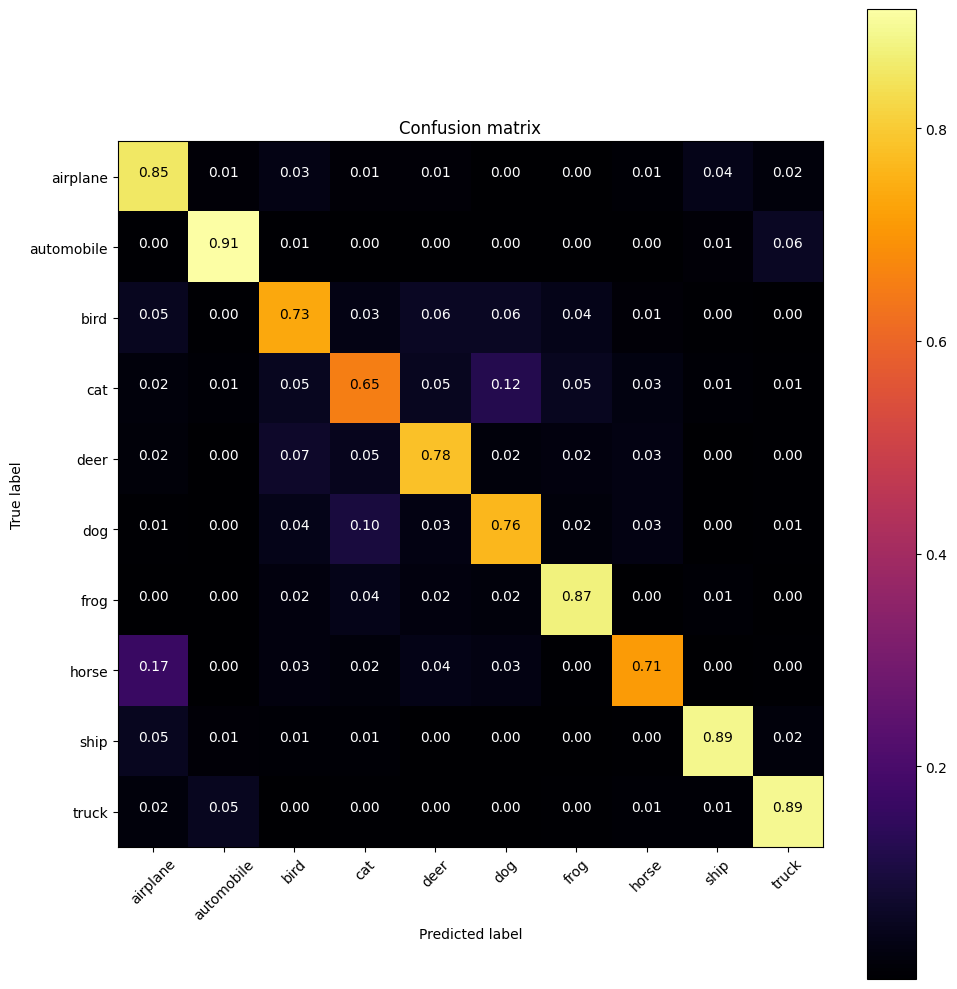 Confusion matrix
airplane 0.85 0.01 0.03 0.01 0.01 0.00 0.00 0.01 0.04 0.02
automobile 0.00 0.91 0.01 0.00 0.00 0.00 0.00 0.00 0.01 0.06
bird 0.05 0.00 0.73 0.03 0.06 0.06 0.04 0.01 0.00 0.00
cat 0.02 0.01 0.05 0.65 0.05 0.12 0.05 0.03 0.01 0.01
deer 0.02 0.00 0.07 0.05 0.78 0.02 0.02 0.03 0.00 0.00
dog 0.01 0.00 0.04 0.10 0.03 0.76 0.02 0.03 0.00 0.01
frog 0.00 0.00 0.02 0.04 0.02 0.02 0.87 0.00 0.01 0.00
horse 0.17 0.00 0.03 0.02 0.04 0.03 0.00 0.71 0.00 0.00
ship 0.05 0.01 0.01 0.01 0.00 0.00 0.00 0.00 0.89 0.02
truck 0.02 0.05 0.00 0.00 0.00 0.00 0.00 0.01 0.01 0.89
airplane automobile bird cat deer dog frog horse ship truck
Predicted label
True label
0.8
0.6
0.4
0.2